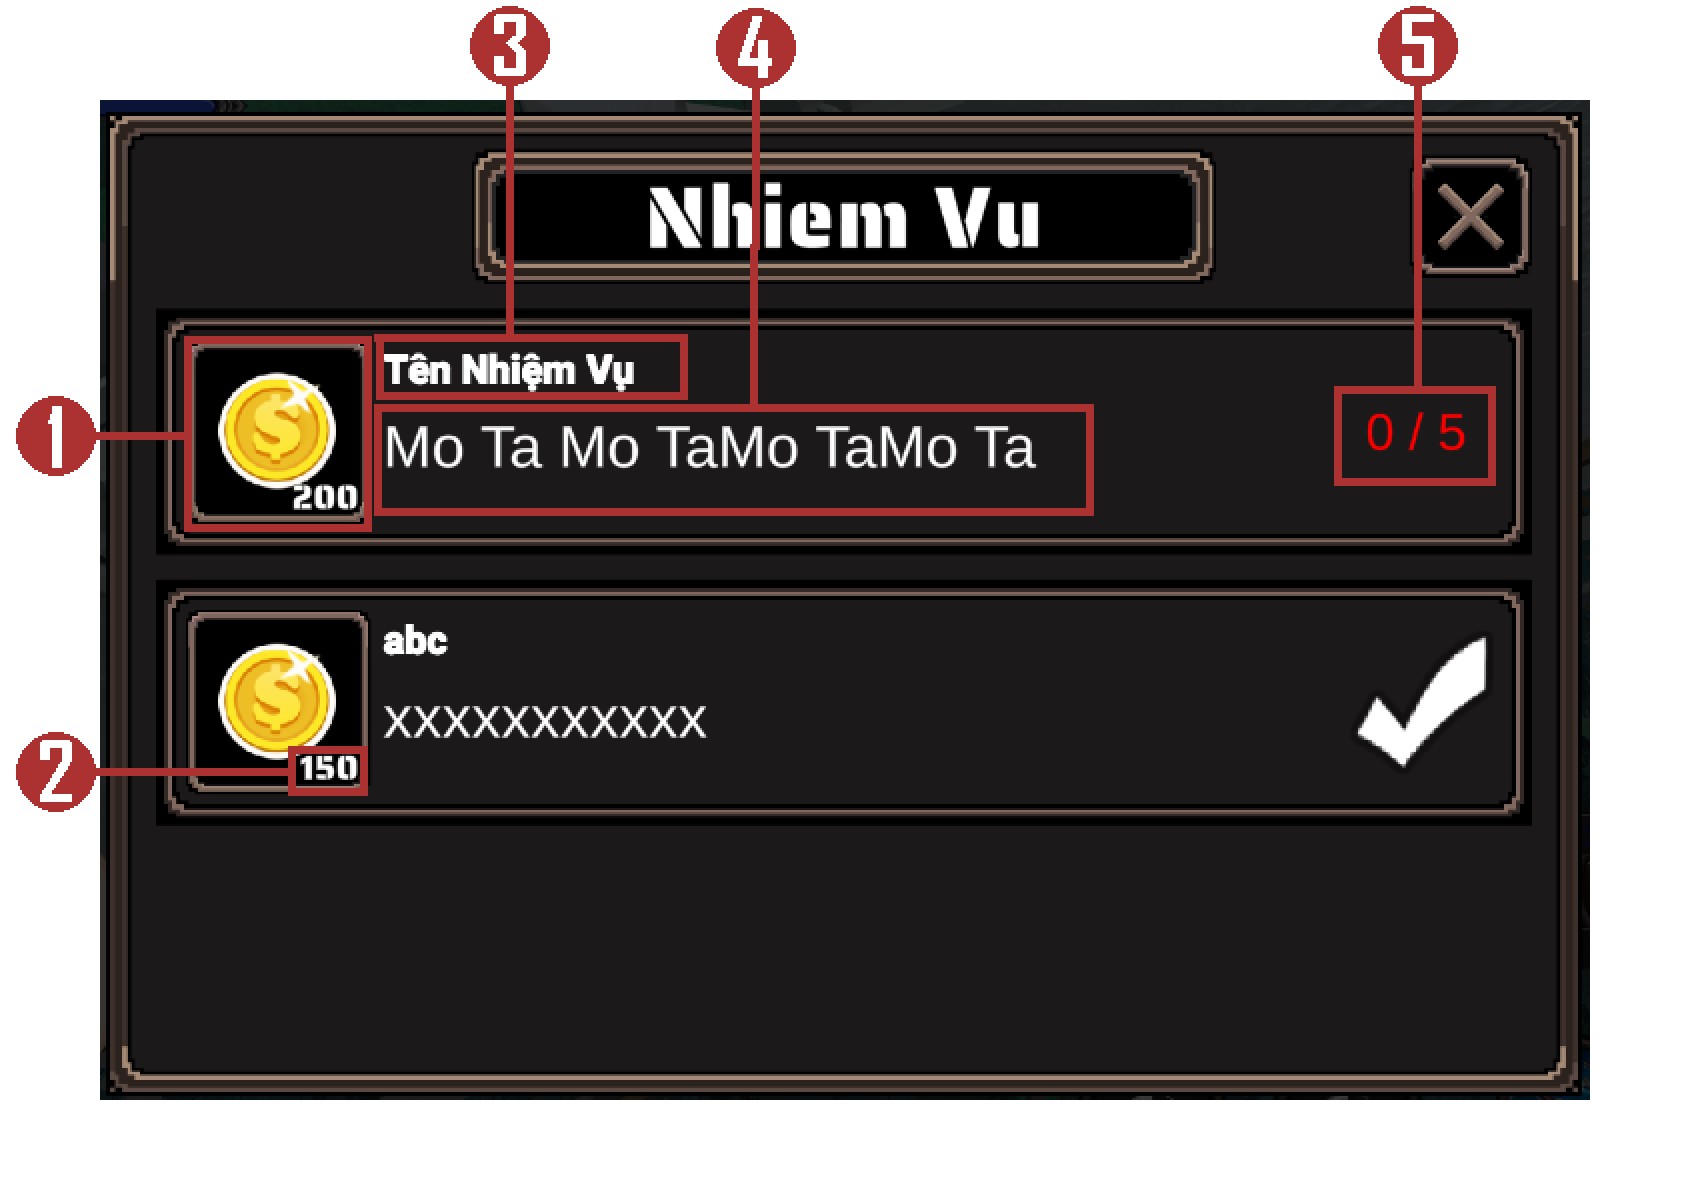 3 4 5
Nhiem Vu
1
Tên Nhiệm Vụ
Mo Ta Mo TaMo TaMo Ta
200
0 / 5
abc
xxxxxxxxxxx
2
150